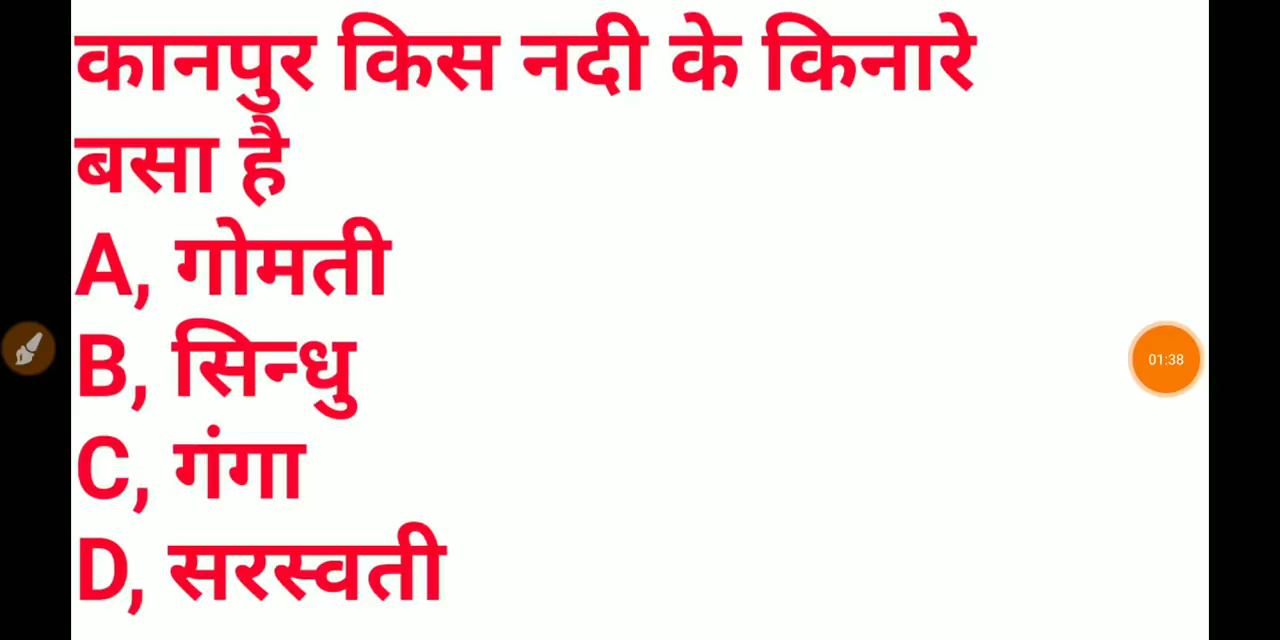 कानपुर किस नदी के किनारे
बसा है
A, गोमती
B, सिन्धु
C, गंगा
D, सरस्वती
01:38